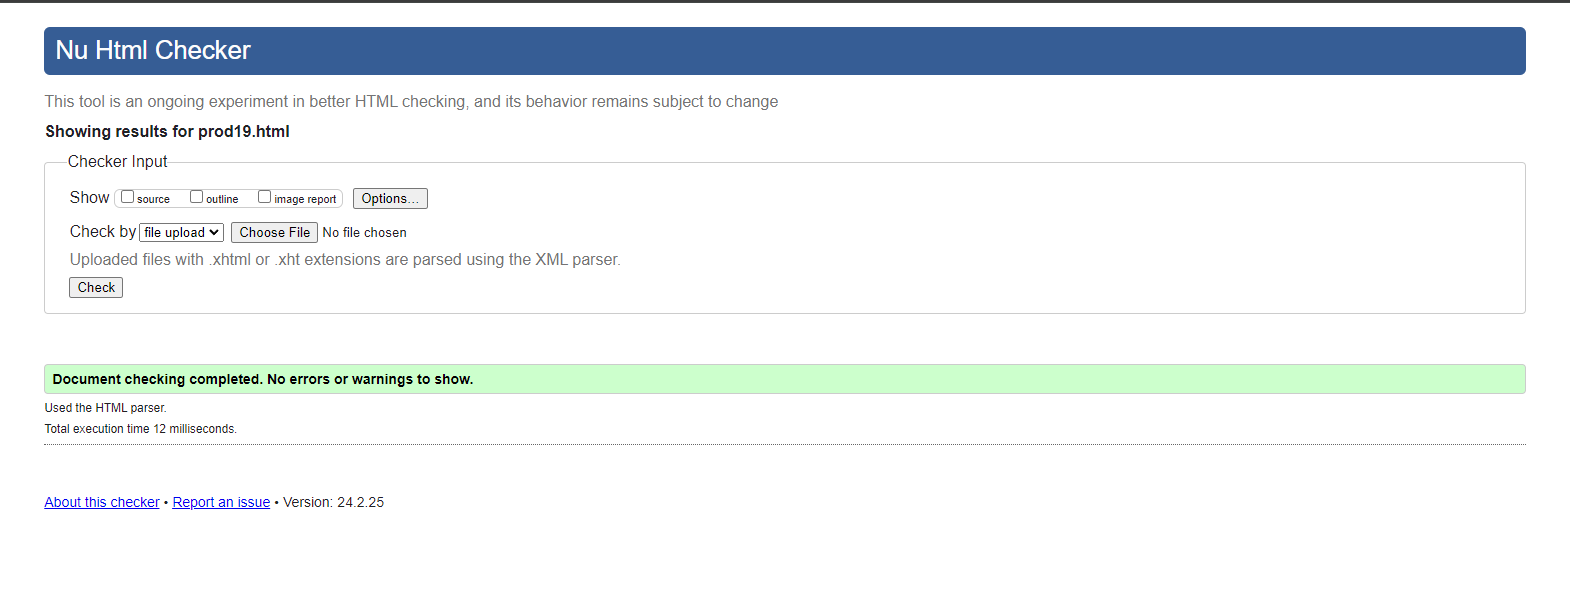 Nu Html Checker
This tool is an ongoing experiment in better HTML checking, and its behavior remains subject to change
Showing results for prod19.html
Checker Input
Show source outline image report Options...
Check by file upload Choose File No file chosen
Uploaded files with .xhtml or .xht extensions are parsed using the XML parser.
Check
Document checking completed. No errors or warnings to show.
Used the HTML parser.
Total execution time 12 milliseconds.
About this checker • Report an issue • Version: 24.2.25